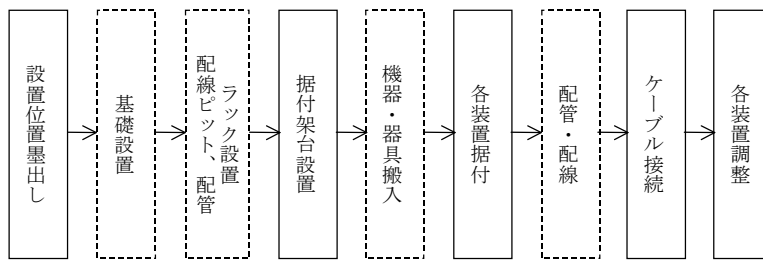 設置位置墨出し
基礎設置
配線ピット、配管
ラック設置
据付架台設置
機器・器具搬入
各装置据付
配管・配線
ケーブル接続
各装置調整